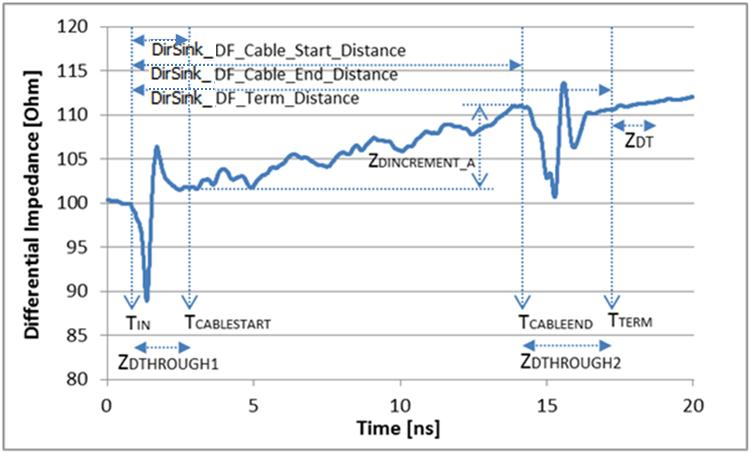 120
DirSink_DF_Cable_Start_Distance
115
DirSink_DF_Cable_End_Distance
DirSink_DF_Term_Distance
110
ZDT
105
ZDINCREMENT_A
100
95
90
TIN
TCABLESTART
TCABLEEND
TTERM
85
ZDTHROUGH1
ZDTHROUGH2
80
0
5
10
15
20
Time [ns]
Differential Impedance [Ohm]